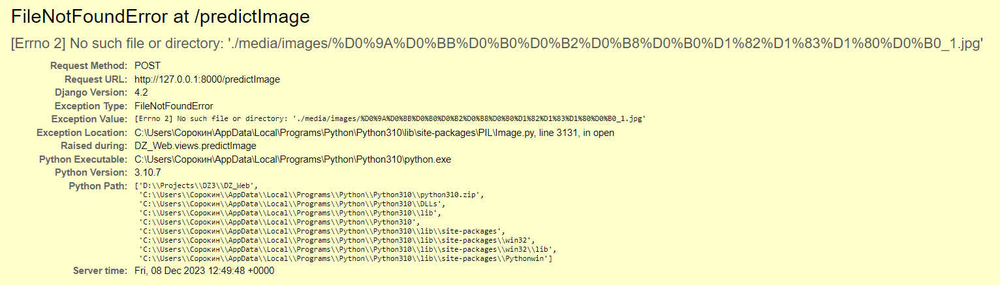 FileNotFoundError at /predictImage
[Errno 2] No such file or directory: './media/images/%D0%9A%D0%BB%D0%B0%D0%B2%D0%B8%D0%B0%D1%82%D1%83%D1%80%D0%B0_1.jpg'
Request Method: POST
Request URL: http://127.0.0.1:8000/predictImage
Django Version: 4.2
Exception Type: FileNotFoundError
Exception Value: [Errno 2] No such file or directory: './media/images/%D0%9A%D0%BB%D0%B0%D0%B2%D0%B8%D0%B0%D1%82%D1%83%D1%80%D0%B0_1.jpg'
Exception Location: C:\Users\Сорокин\AppData\Local\Programs\Python\Python310\lib\site-packages\PIL\Image.py, line 3131, in open
Raised during: DZ_Web.views.predictImage
Python Executable: C:\Users\Сорокин\AppData\Local\Programs\Python\Python310\python.exe
Python Version: 3.10.7
Python Path: ['D:\\Projects\\DZ3\\DZ_Web',
'C:\\Users\\Сорокин\\AppData\\Local\\Programs\\Python\\Python310\\python310.zip',
'C:\\Users\\Сорокин\\AppData\\Local\\Programs\\Python\\Python310\\DLLs',
'C:\\Users\\Сорокин\\AppData\\Local\\Programs\\Python\\Python310\\lib',
'C:\\Users\\Сорокин\\AppData\\Local\\Programs\\Python\\Python310',
'C:\\Users\\Сорокин\\AppData\\Local\\Programs\\Python\\Python310\\lib\\site-packages',
'C:\\Users\\Сорокин\\AppData\\Local\\Programs\\Python\\Python310\\lib\\site-packages\\win32',
'C:\\Users\\Сорокин\\AppData\\Local\\Programs\\Python\\Python310\\lib\\site-packages\\win32\\lib',
'C:\\Users\\Сорокин\\AppData\\Local\\Programs\\Python\\Python310\\lib\\site-packages\\Pythonwin']
Server time: Fri, 08 Dec 2023 12:49:48 +0000